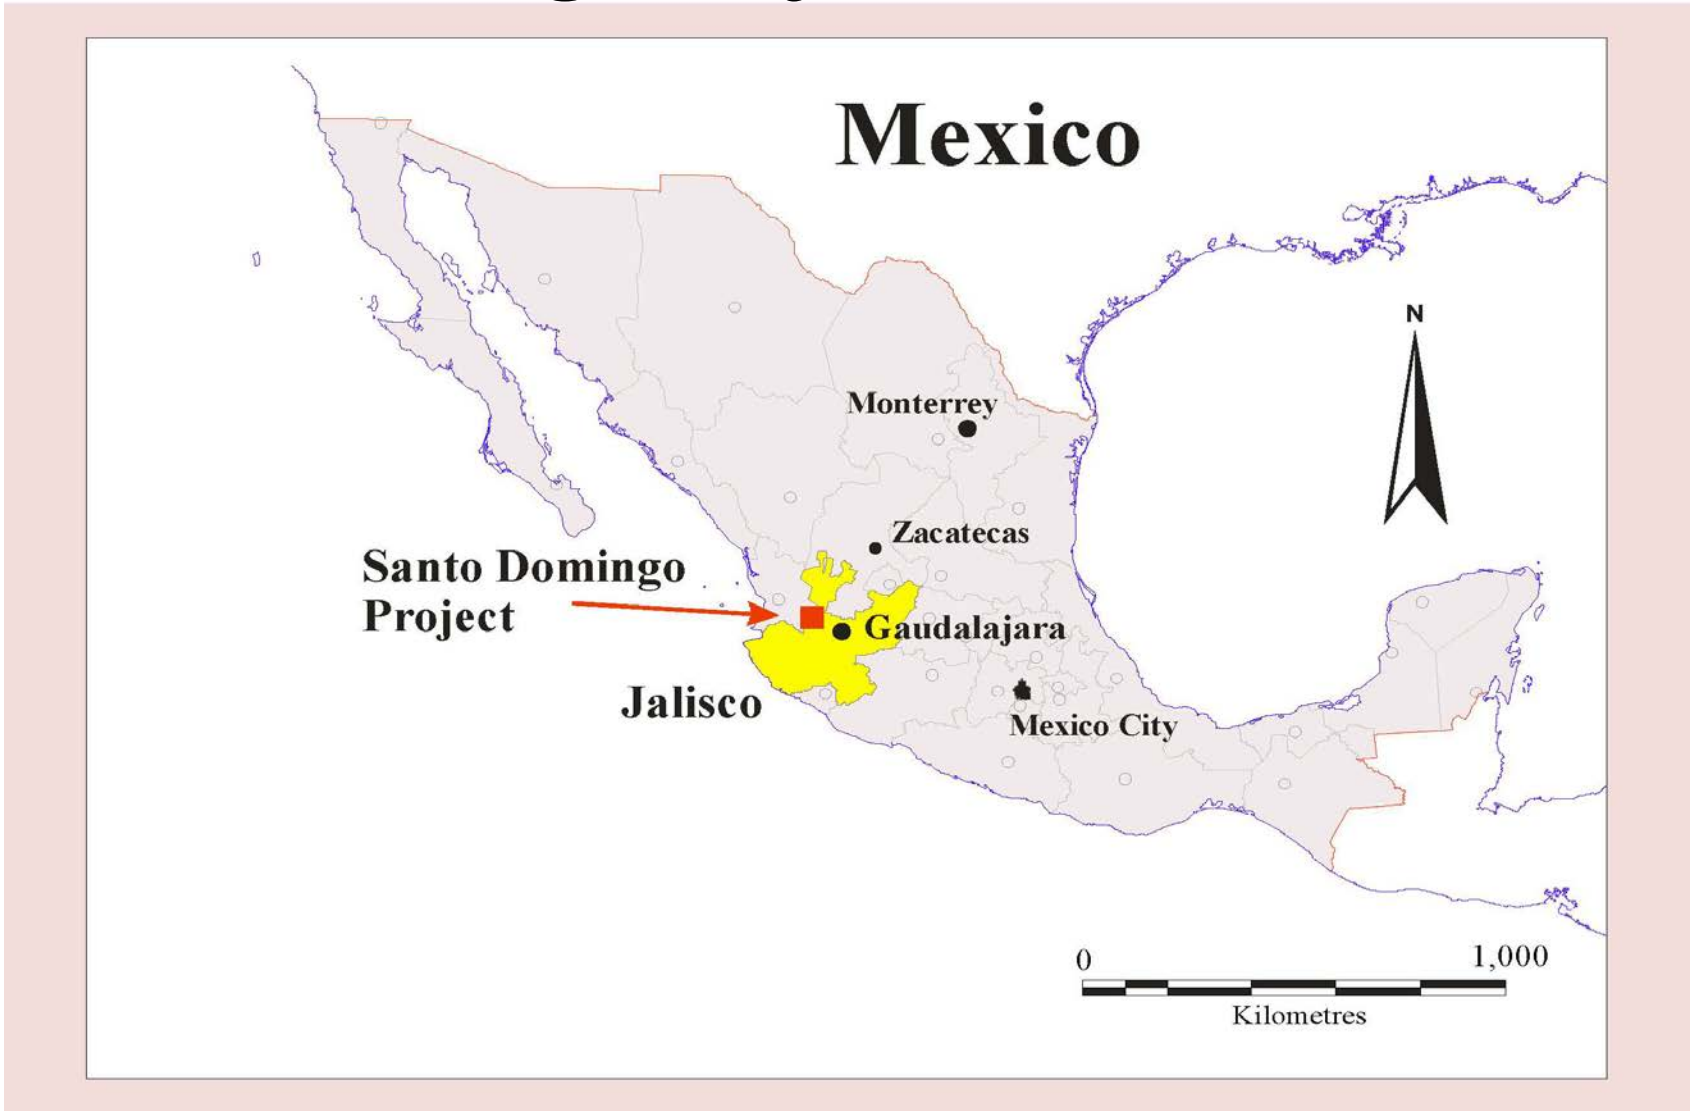 Mexico
N
Monterrey
Zacatecas
Santo Domingo
Project
Gaudalajara
Jalisco
Mexico City
0 1,000
Kilometres